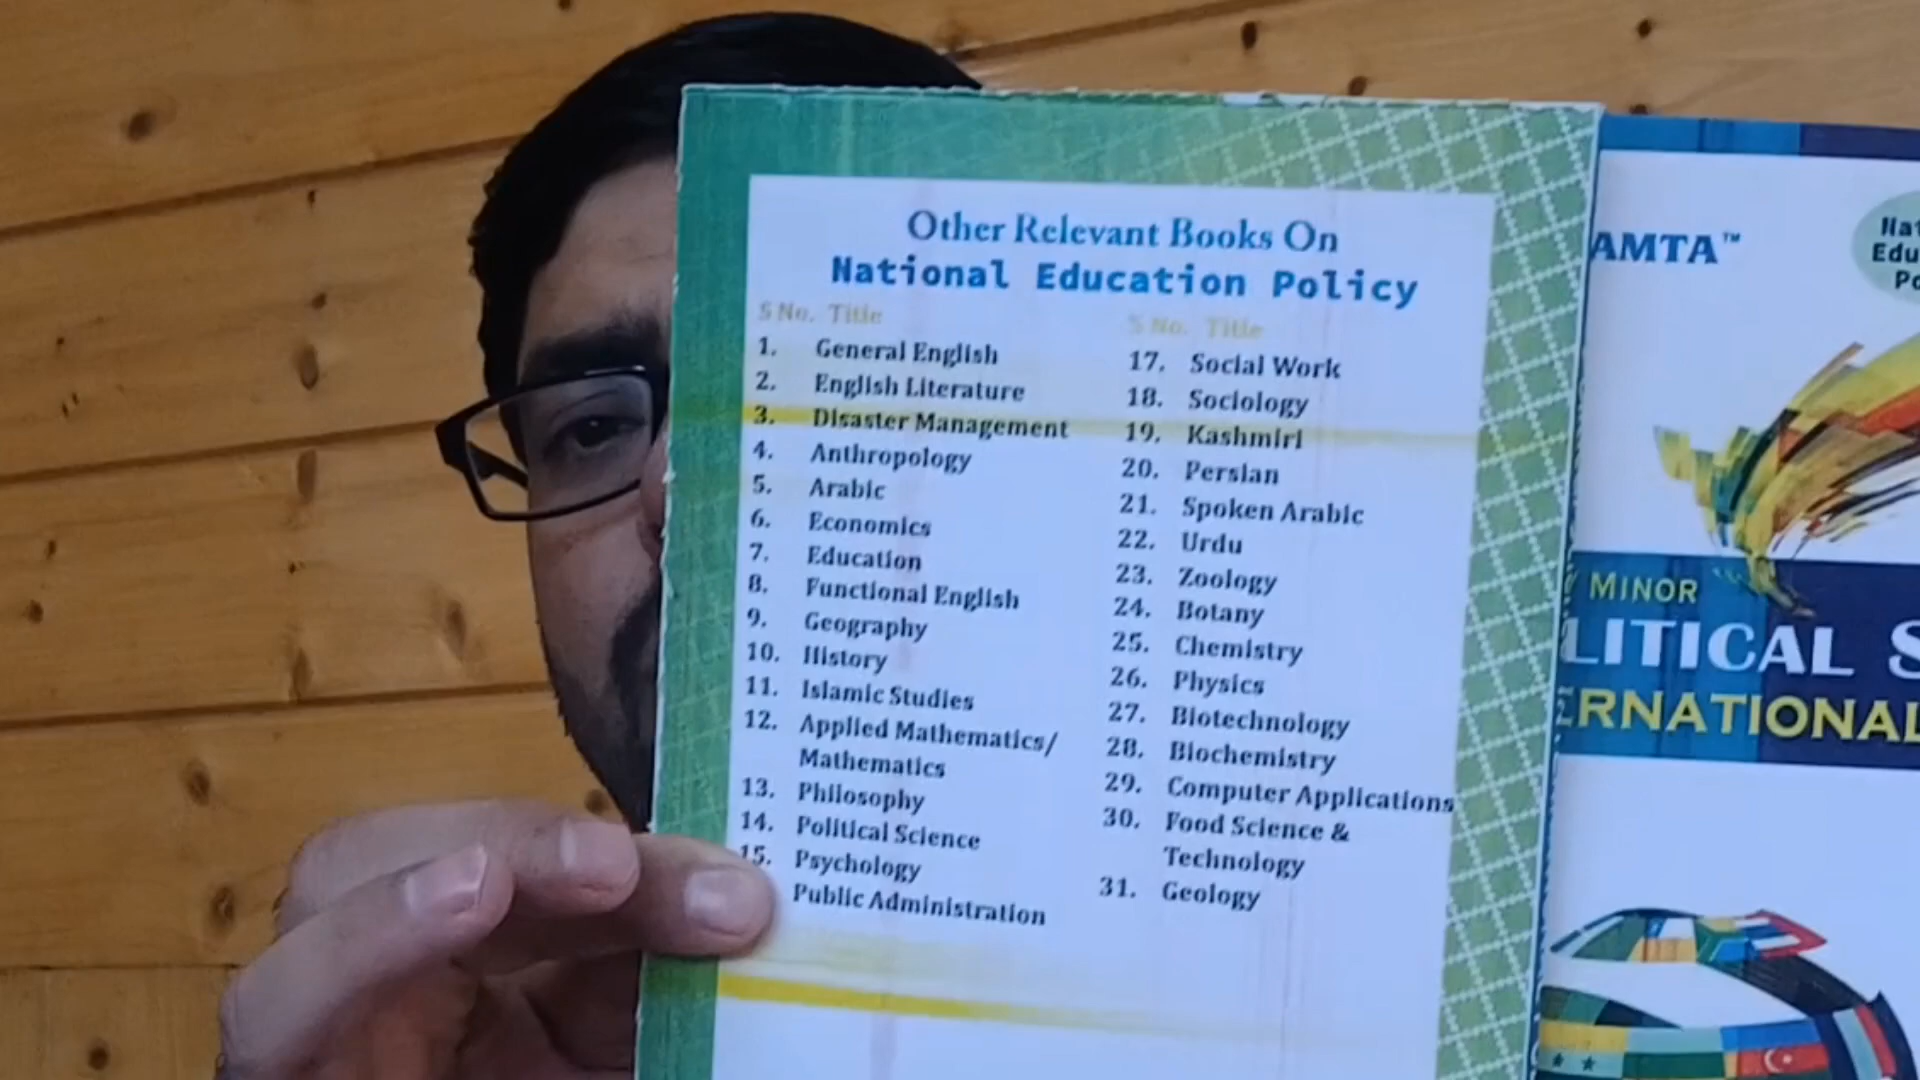 Other Relevant Books On
National Education Policy
S No. Title
1. General English
2. English Literature
3. Disaster Management
4. Anthropology
5. Arabic
6. Economics
7. Education
8. Functional English
9. Geography
10. History
11. Islamic Studies
12. Applied Mathematics/
Mathematics
13. Philosophy
14. Political Science
15. Psychology
Public Administration
S No. Title
17. Social Work
18. Sociology
19. Kashmiri
20. Persian
21. Spoken Arabic
22. Urdu
23. Zoology
24. Botany
25. Chemistry
26. Physics
27. Biotechnology
28. Biochemistry
29. Computer Applications
30. Food Science &
Technology
31. Geology
AMTA™
MINOR
LITICAL S
ERNATIONAL